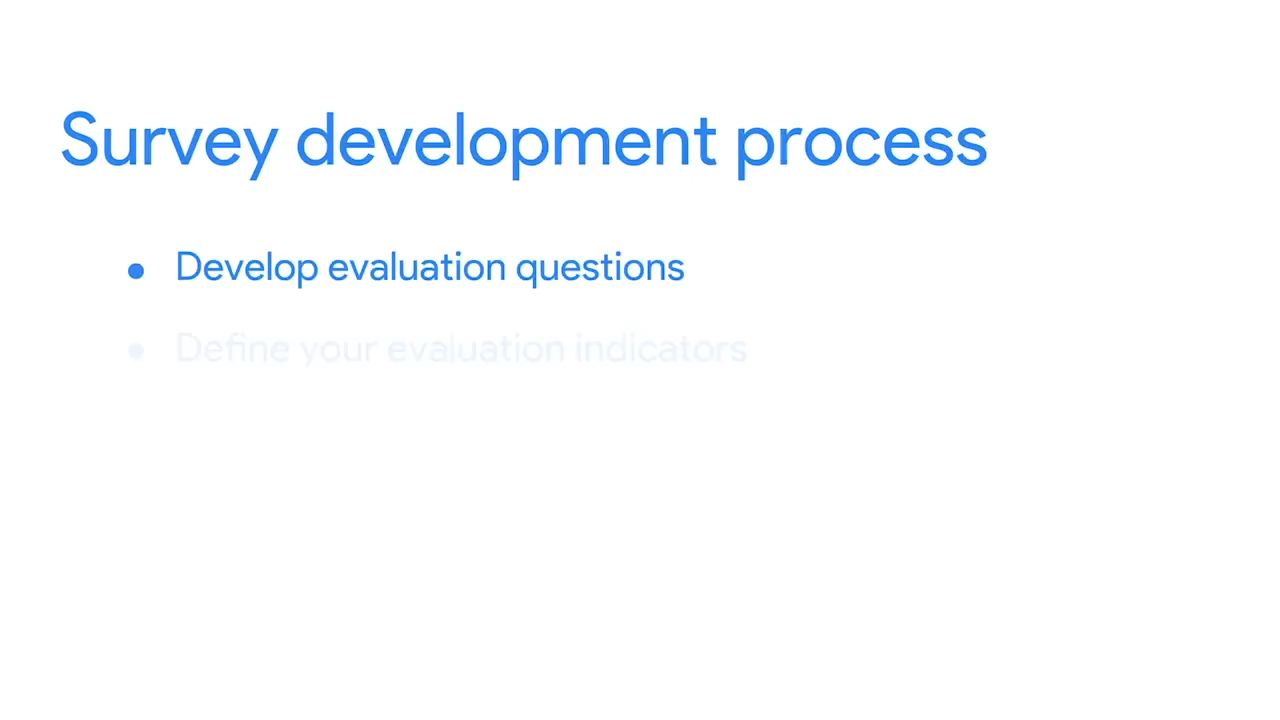 Survey development process
• Develop evaluation questions
• Define your evaluation indicators